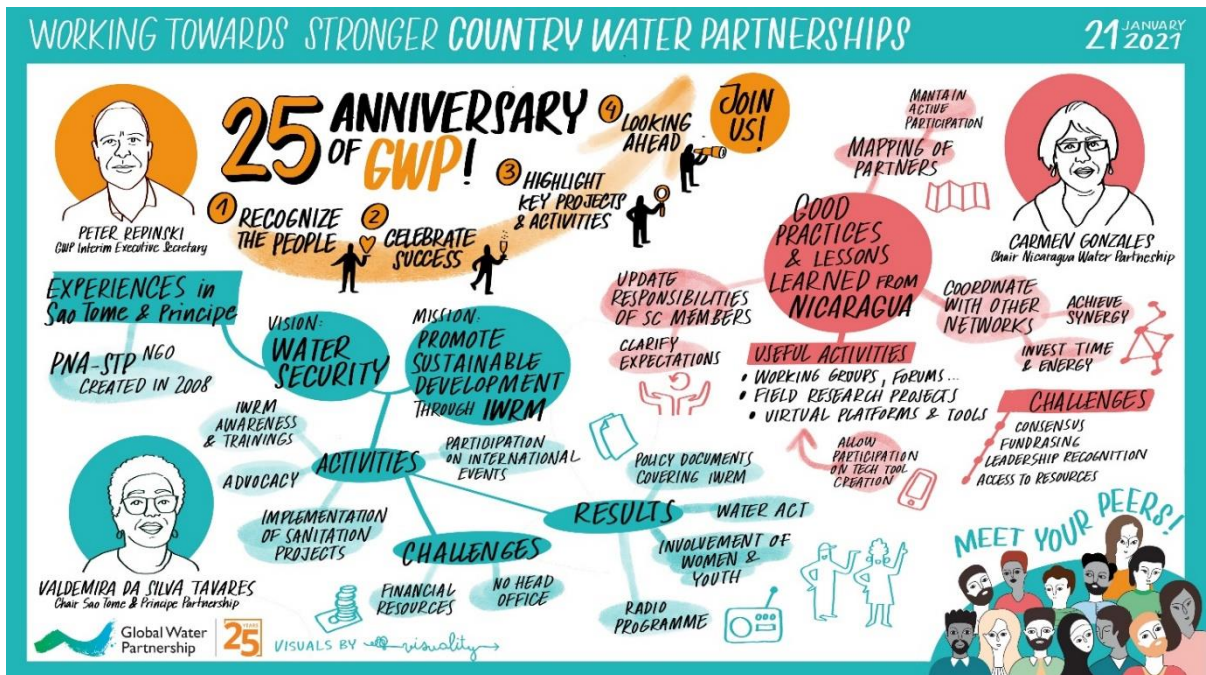 WORKING TOWARDS STRONGER COUNTRY WATER PARTNERSHIPS
21 JANUARY 2021
PETER REPINSKI
GWP Interim Executive Secretary
25 ANNIVERSARY
OF GWP!
1 RECOGNIZE
THE PEOPLE
2 CELEBRATE
SUCCESS
3 HIGHLIGHT
KEY PROJECTS
& ACTIVITIES
4 LOOKING
AHEAD
JOIN
US!
EXPERIENCES in
Sao Tome & Principe
PNA-STP NGO
CREATED IN 2008
VISION:
WATER
SECURITY
MISSION:
PROMOTE
SUSTAINABLE
DEVELOPMENT
THROUGH IWRM
ACTIVITIES
IWRM
AWARENESS
& TRAININGS
ADVOCACY
IMPLEMENTATION
OF SANITATION
PROJECTS
PARTICIPATION
ON INTERNATIONAL
EVENTS
CHALLENGES
FINANCIAL
RESOURCES
NO HEAD
OFFICE
RESULTS
POLICY DOCUMENTS
COVERING IWRM
WATER ACT
INVOLVEMENT OF
WOMEN &
YOUTH
RADIO
PROGRAMME
VALDEMIRA DA SILVA TAVARES
Chair Sao Tome & Principe Partnership
GOOD
PRACTICES
& LESSONS
LEARNED FROM
NICARAGUA
MANTAIN
ACTIVE
PARTICIPATION
MAPPING OF
PARTNERS
CARMEN GONZALES
Chair Nicaragua Water Partneship
UPDATE
RESPONSIBILITIES
OF SC MEMBERS
CLARIFY
EXPECTATIONS
COORDINATE
WITH OTHER
NETWORKS
ACHIEVE
SYNERGY
INVEST TIME
& ENERGY
USEFUL ACTIVITIES
• WORKING GROUPS, FORUMS...
• FIELD RESEARCH PROJECTS
• VIRTUAL PLATFORMS & TOOLS
ALLOW
PARTICIPATION
ON TECH TOOL
CREATION
CHALLENGES
CONSENSUS
FUNDRASING
LEADERSHIP RECOGNITION
ACCESS TO RESOURCES
MEET YOUR PEERS!
Global Water
Partnership
25 YEARS
VISUALS BY visuality